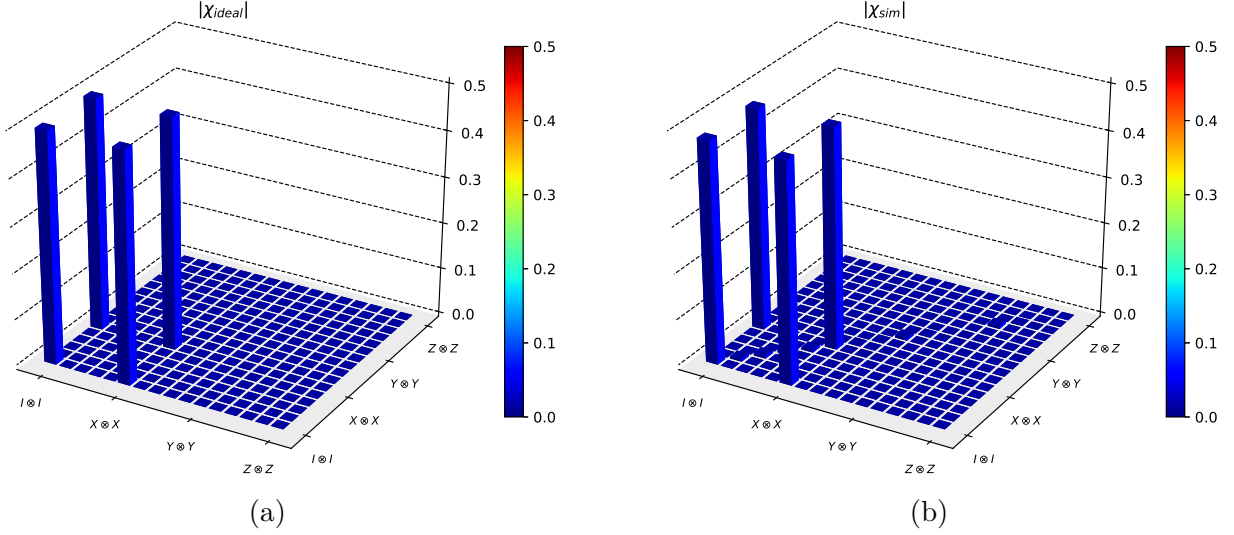 |χideal|
0.5
0.4
0.3
0.2
0.1
0.0
I ⊗ I
X ⊗ X
Y ⊗ Y
Z ⊗ Z
I ⊗ I
X ⊗ X
Y ⊗ Y
Z ⊗ Z
0.5
0.4
0.3
0.2
0.1
0.0
(a)
|χsim|
0.5
0.4
0.3
0.2
0.1
0.0
I ⊗ I
X ⊗ X
Y ⊗ Y
Z ⊗ Z
I ⊗ I
X ⊗ X
Y ⊗ Y
Z ⊗ Z
0.5
0.4
0.3
0.2
0.1
0.0
(b)